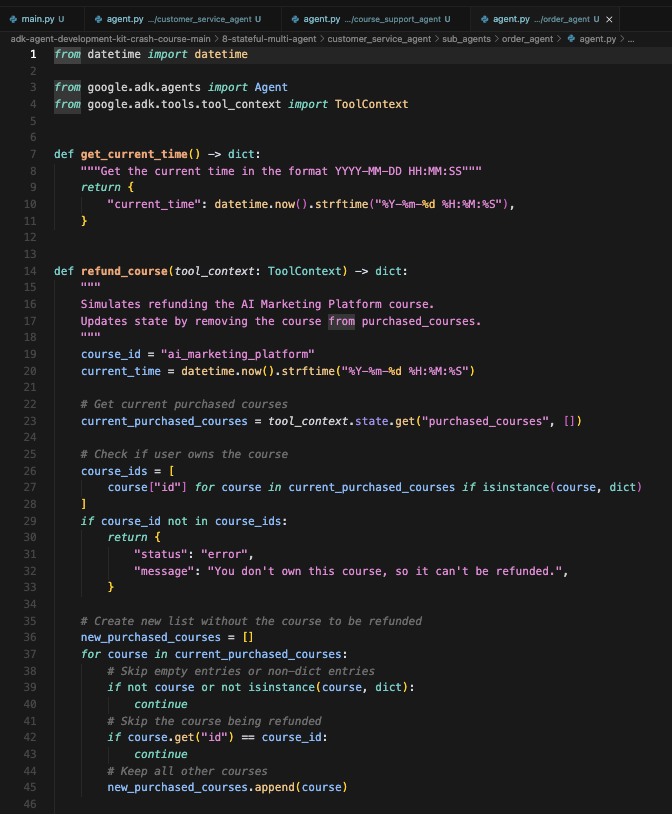 main.py U agent.py .../customer_service_agent U agent.py .../course_support_agent U agent.py .../order_agent U ×
adk-agent-development-kit-crash-course-main > 8-stateful-multi-agent > customer_service_agent > sub_agents > order_agent > agent.py > ...
1 from datetime import datetime
2
3 from google.adk.agents import Agent
4 from google.adk.tools.tool_context import ToolContext
5
6
7 def get_current_time() -> dict:
8     """Get the current time in the format YYYY-MM-DD HH:MM:SS"""
9     return {
10         "current_time": datetime.now().strftime("%Y-%m-%d %H:%M:%S"),
11     }
12
13
14 def refund_course(tool_context: ToolContext) -> dict:
15     """
16     Simulates refunding the AI Marketing Platform course.
17     Updates state by removing the course from purchased_courses.
18     """
19     course_id = "ai_marketing_platform"
20     current_time = datetime.now().strftime("%Y-%m-%d %H:%M:%S")
21
22     # Get current purchased courses
23     current_purchased_courses = tool_context.state.get("purchased_courses", [])
24
25     # Check if user owns the course
26     course_ids = [
27         course["id"] for course in current_purchased_courses if isinstance(course, dict)
28     ]
29     if course_id not in course_ids:
30         return {
31             "status": "error",
32             "message": "You don't own this course, so it can't be refunded.",
33         }
34
35     # Create new list without the course to be refunded
36     new_purchased_courses = []
37     for course in current_purchased_courses:
38         # Skip empty entries or non-dict entries
39         if not course or not isinstance(course, dict):
40             continue
41         # Skip the course being refunded
42         if course.get("id") == course_id:
43             continue
44         # Keep all other courses
45         new_purchased_courses.append(course)
46